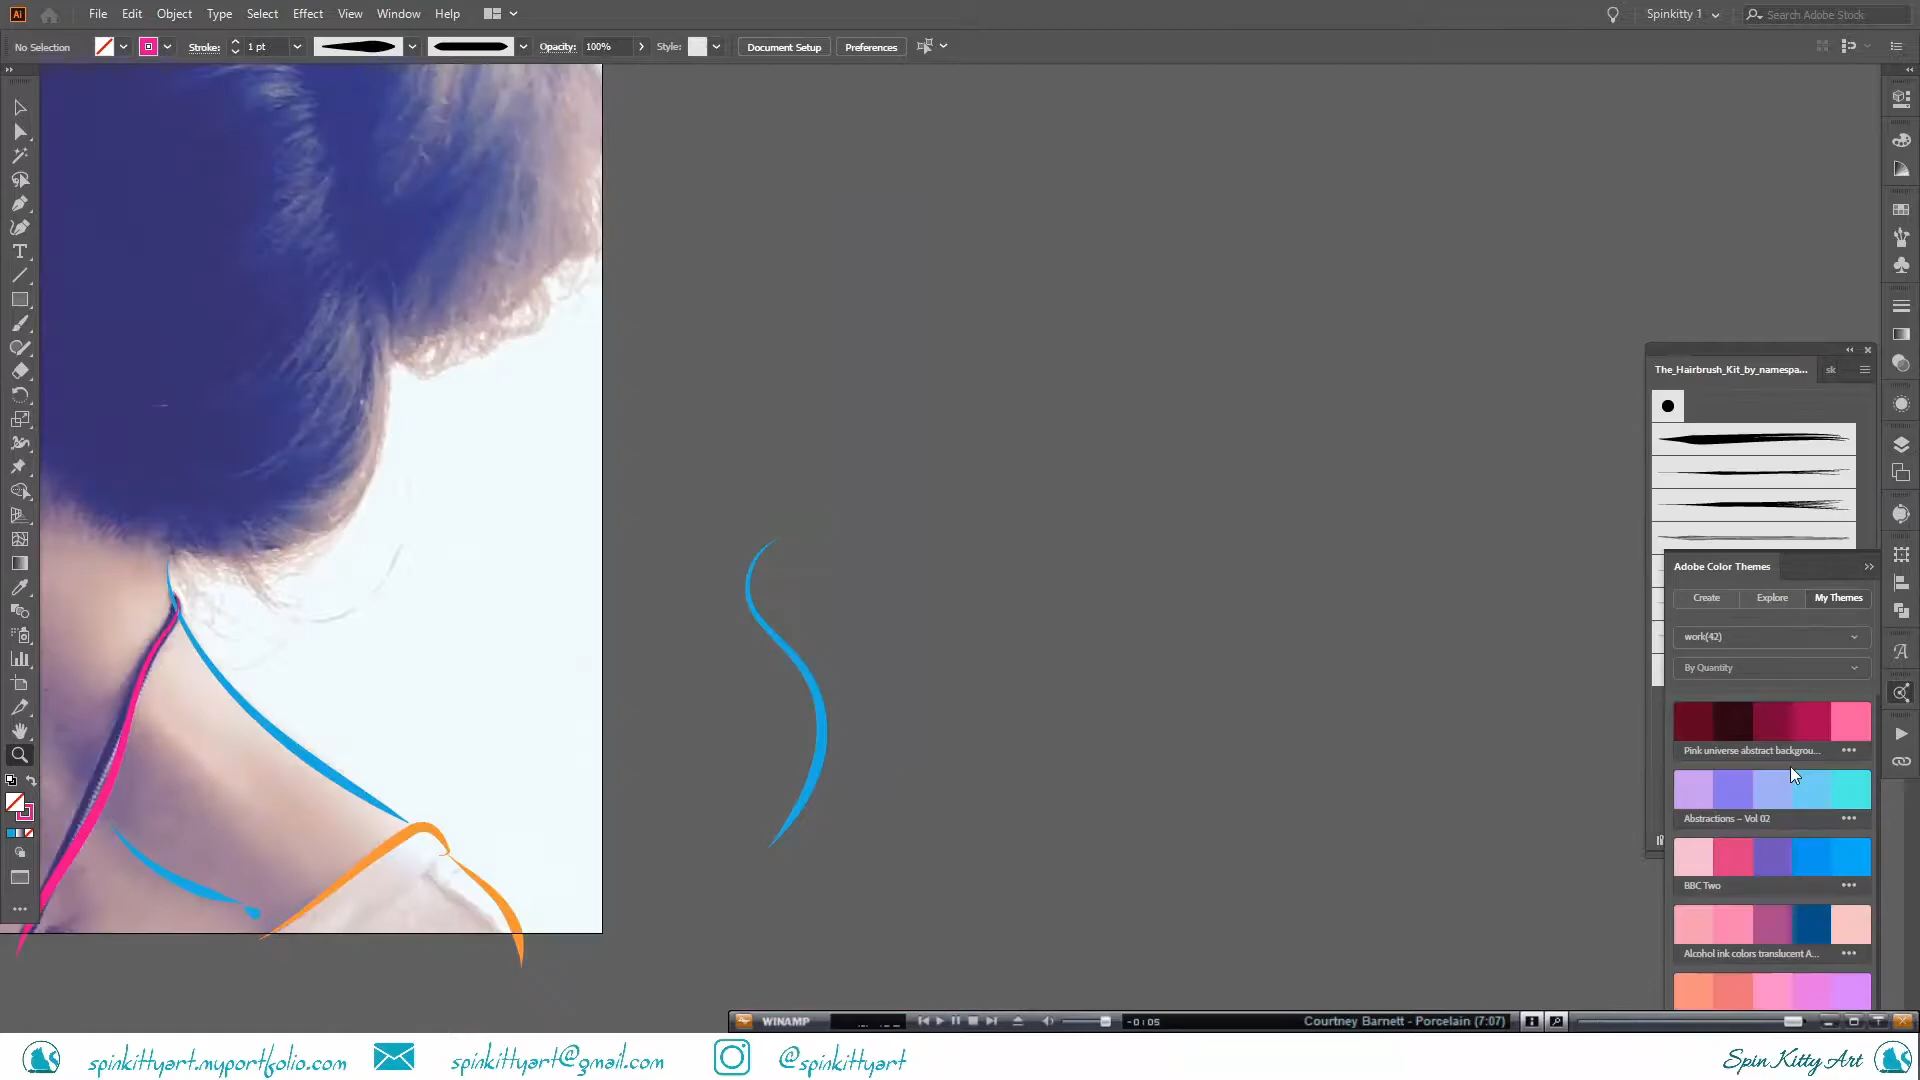 Ai File Edit Object Type Select Effect View Window Help Spinkitty 1 Search Adobe Stock
No Selection Stroke: 1 pt Opacity: 100% Style: Document Setup Preferences
The_Hairbrush_Kit_by_namespa... sk
Adobe Color Themes
Create Explore My Themes
work(42)
By Quantity
Pink universe abstract backgrou...
Abstractions – Vol 02
BBC Two
Alcohol ink colors translucent A...
WINAMP -0:05 Courtney Barnett - Porcelain (7:07)
spinkittyart.myportfolio.com spinkittyart@gmail.com @spinkittyart Spin Kitty Art